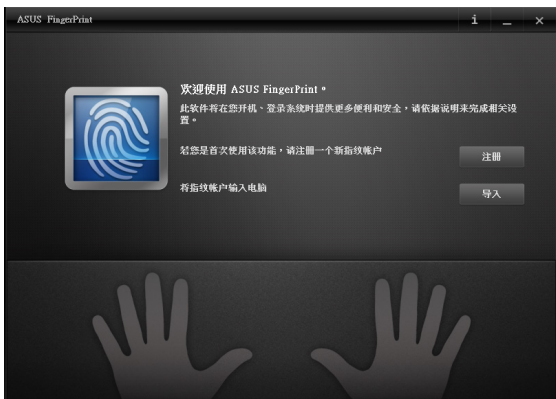 ASUS FingerPrint
欢迎使用 ASUS FingerPrint。
此软件将在您开机、登录系统时提供更多便利和安全，请依据说明来完成相关设
置。
若您是首次使用该功能，请注册一个新指纹帐户
注册
将指纹帐户输入电脑
导入